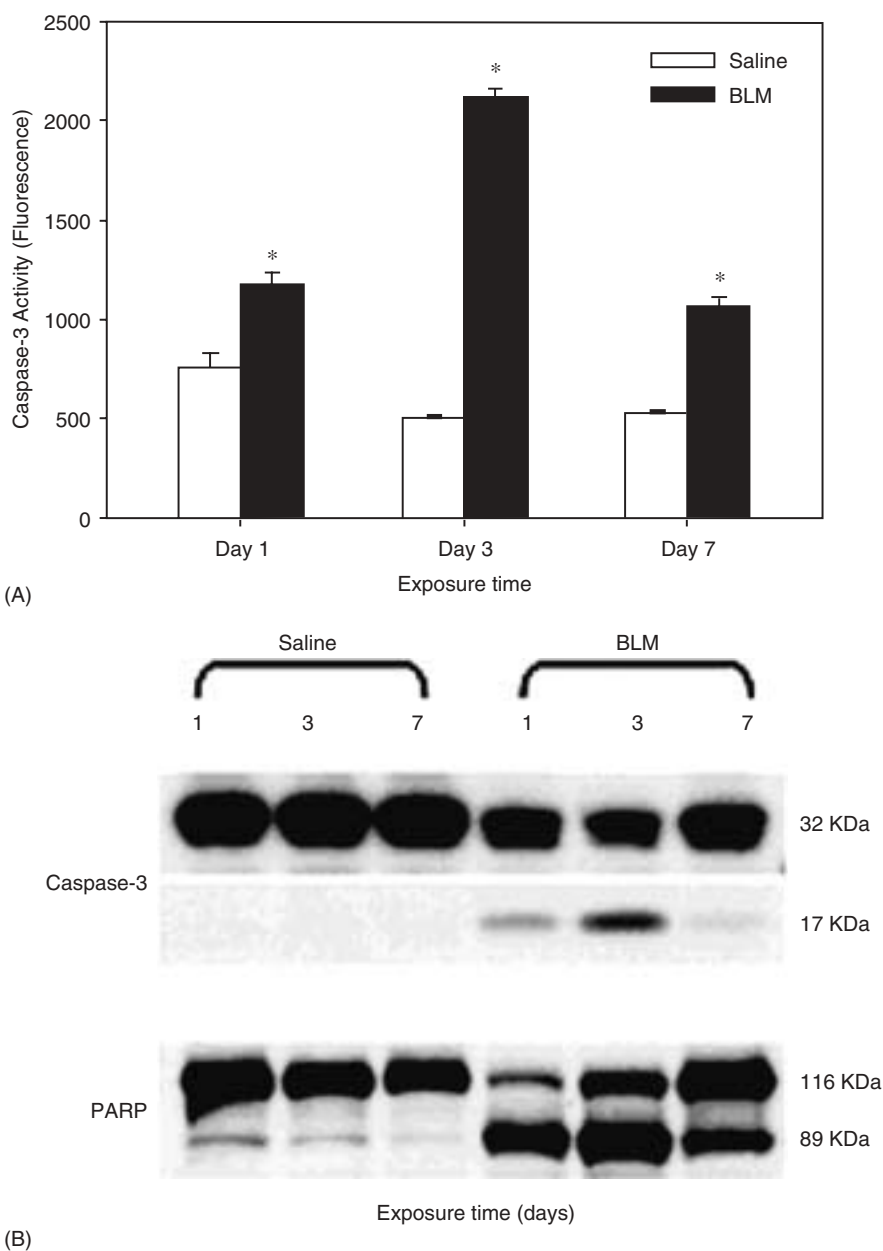 2500
2000
1500
1000
500
0
Caspase-3 Activity (Fluorescence)
Saline
BLM
*
*
*
Day 1 Day 3 Day 7
Exposure time
(A)
Saline BLM
1 3 7 1 3 7
32 KDa
Caspase-3
17 KDa
116 KDa
PARP
89 KDa
Exposure time (days)
(B)